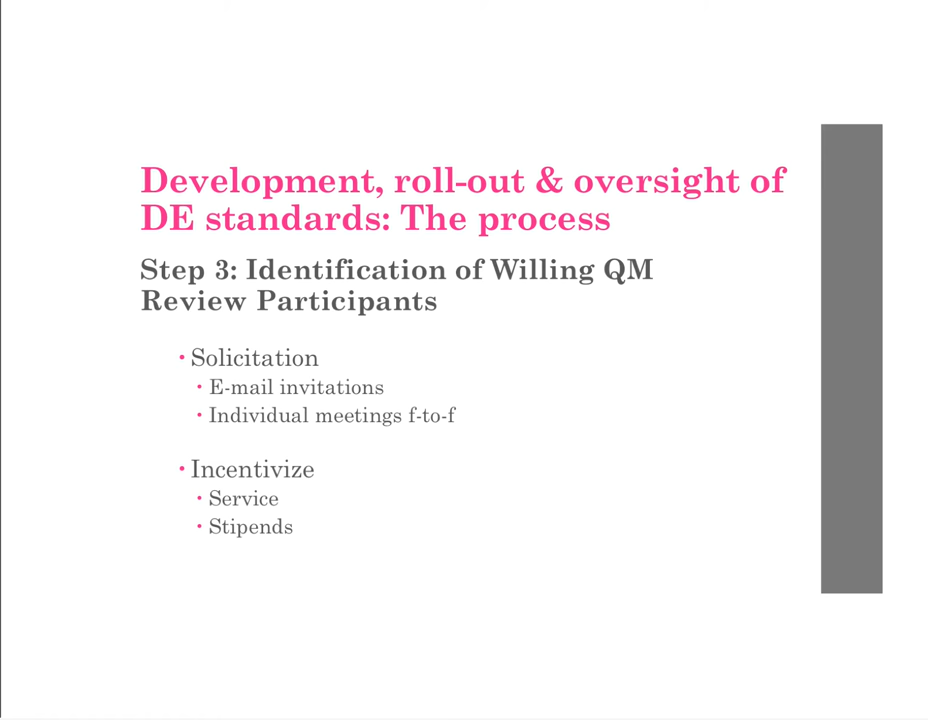 Development, roll-out & oversight of
DE standards: The process
Step 3: Identification of Willing QM
Review Participants
• Solicitation
• E-mail invitations
• Individual meetings f-to-f
• Incentivize
• Service
• Stipends